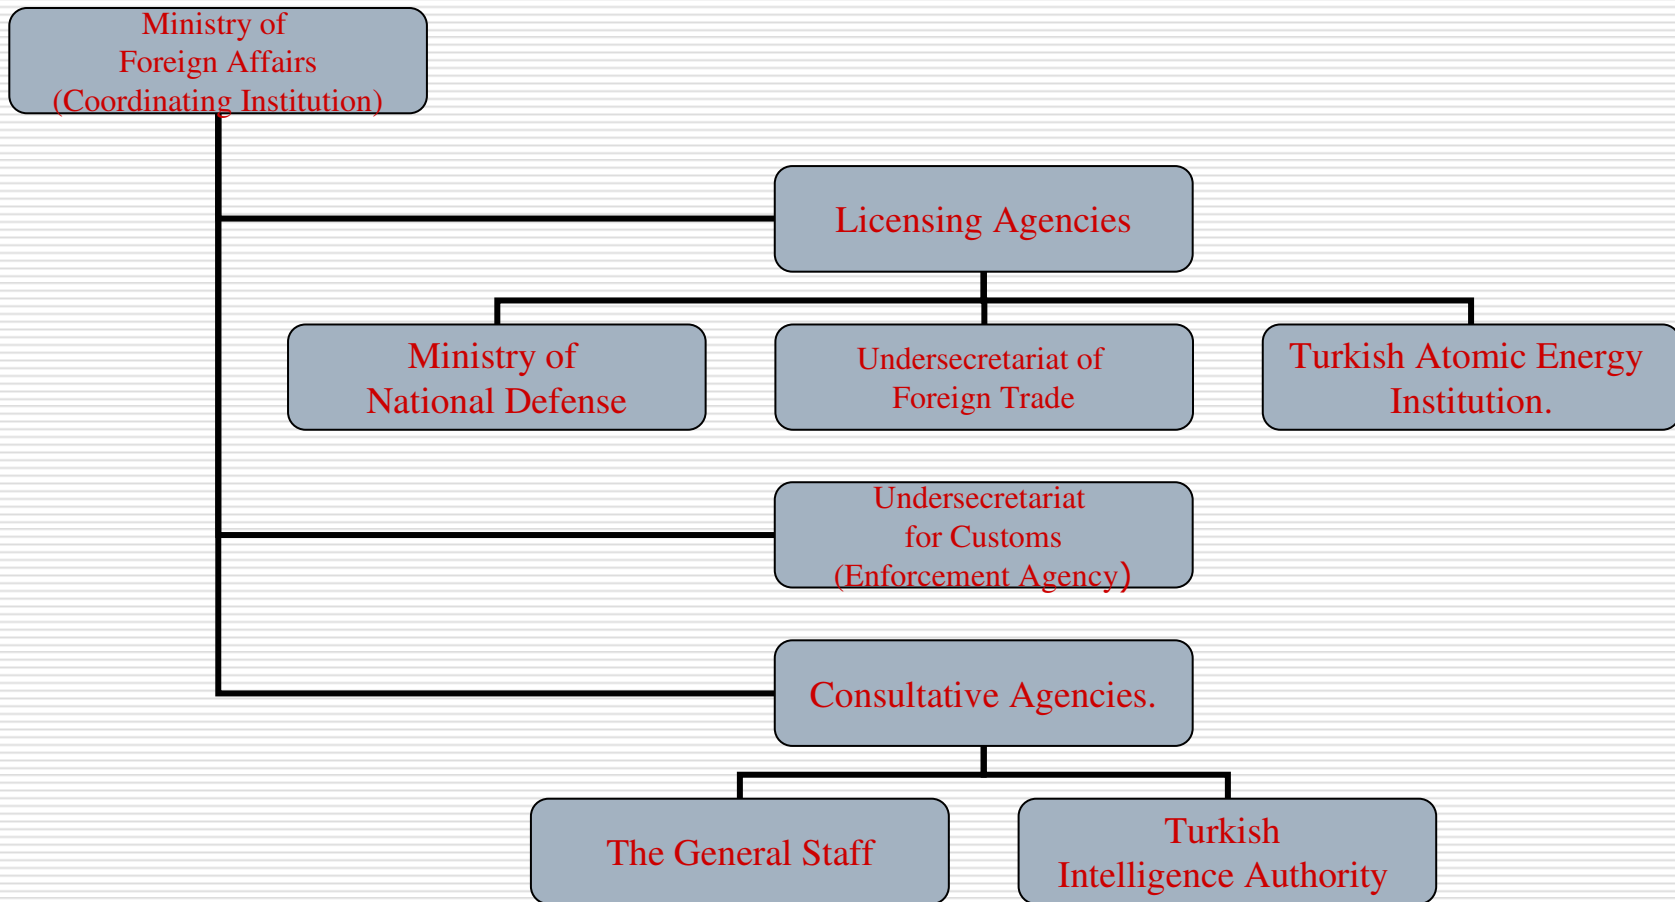 Ministry of
Foreign Affairs
(Coordinating Institution)
Licensing Agencies
Ministry of
National Defense
Undersecretariat of
Foreign Trade
Turkish Atomic Energy
Institution.
Undersecretariat
for Customs
(Enforcement Agency)
Consultative Agencies.
The General Staff
Turkish
Intelligence Authority